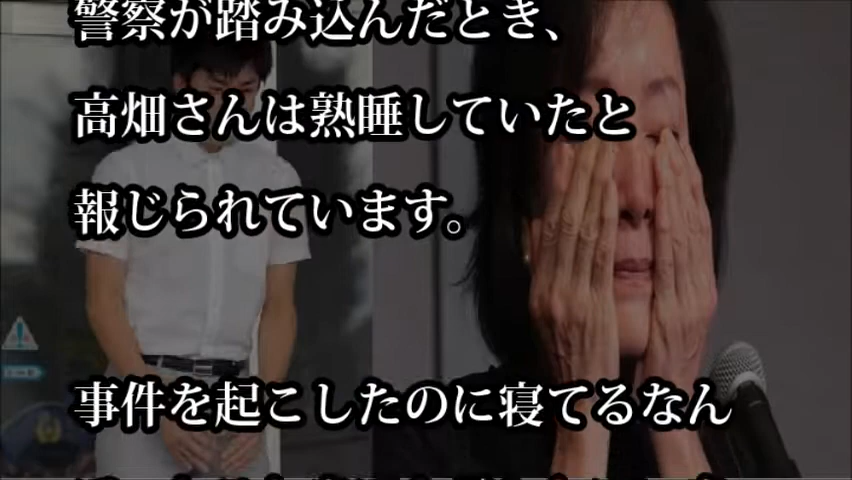 警察が踏み込んだとき、
高畑さんは熟睡していたと
報じられています。
事件を起こしたのに寝てるなん